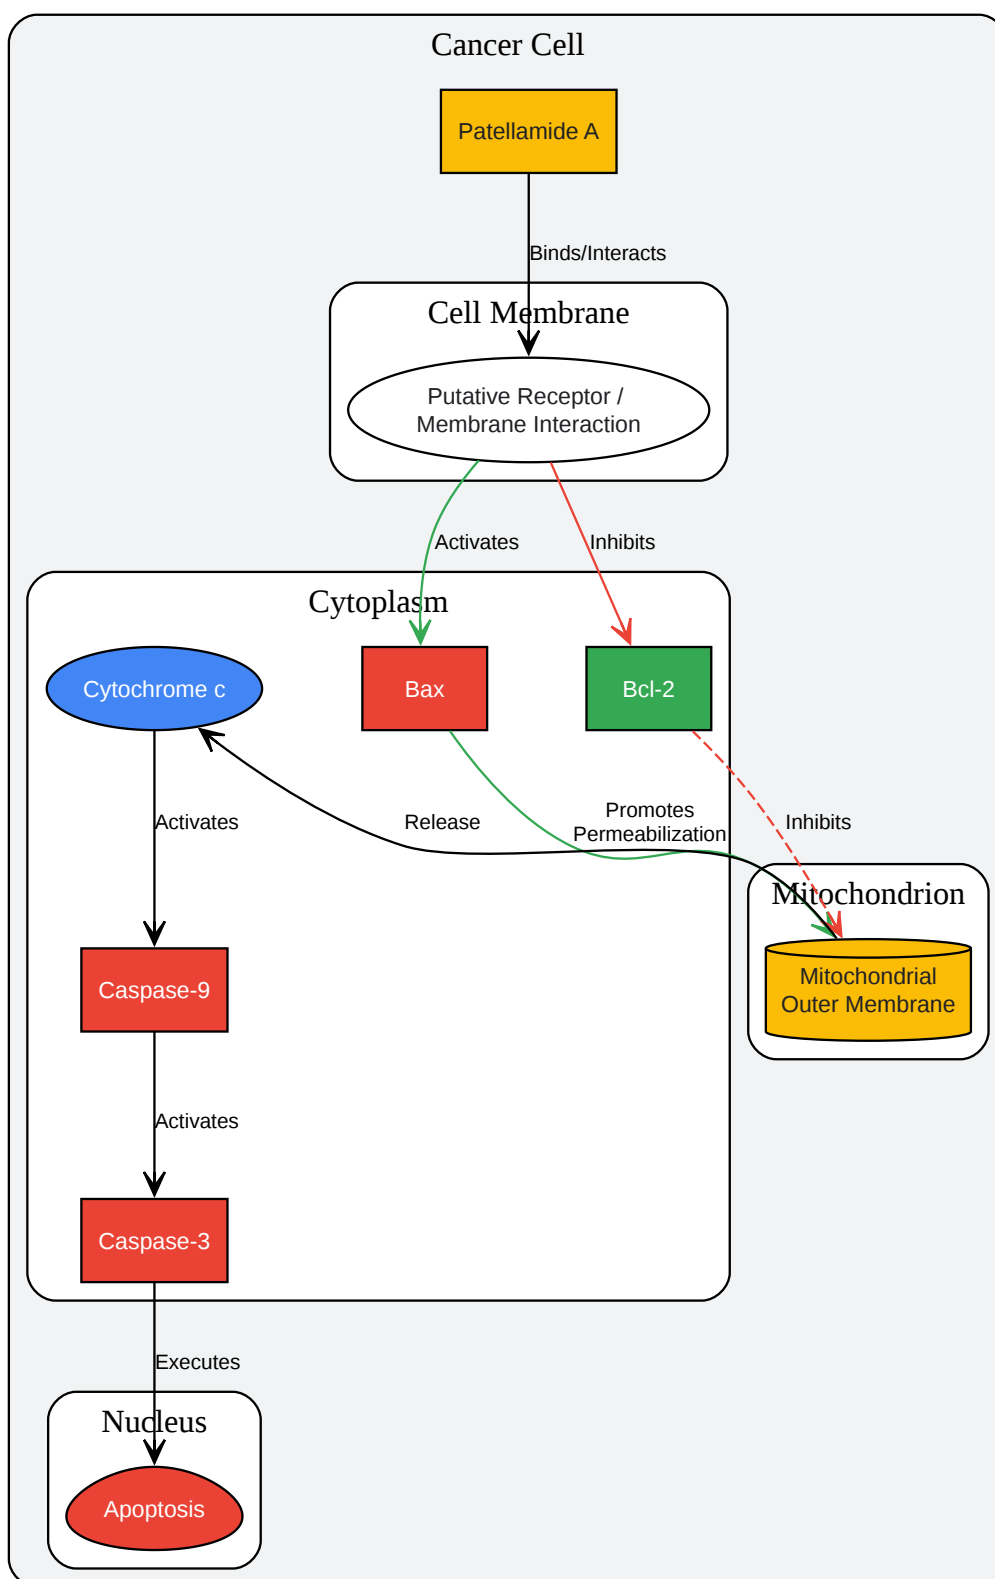 Cancer Cell
Patellamide A
Binds/Interacts
Cell Membrane
Putative Receptor /
Membrane Interaction
Activates
Inhibits
Cytoplasm
Cytochrome c
Bax
Bcl-2
Activates
Release
Promotes
Permeabilization
Inhibits
Mitochondrion
Mitochondrial
Outer Membrane
Caspase-9
Activates
Caspase-3
Executes
Nucleus
Apoptosis